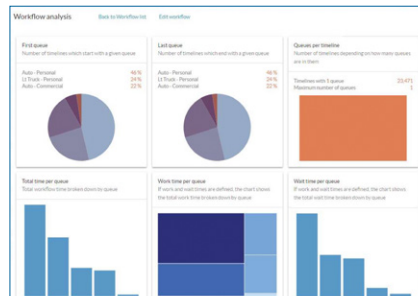 Workflow analysis
Back to Workflow list
Edit workflow
First queue
Number of timelines which start with a given queue
Auto - Personal 46 %
Lt Truck - Personal 24 %
Auto - Commercial 22 %
Last queue
Number of timelines which end with a given queue
Auto - Personal 46 %
Lt Truck - Personal 24 %
Auto - Commercial 22 %
Queues per timeline
Number of timelines depending on how many queues
are in them
Timelines with 1 queue 23,471
Maximum number of queues 1
Total time per queue
Total workflow time broken down by queue
Work time per queue
If work and wait times are defined, the chart shows
the total work time broken down by queue
Wait time per queue
If work and wait times are defined, the chart shows
the total wait time broken down by queue